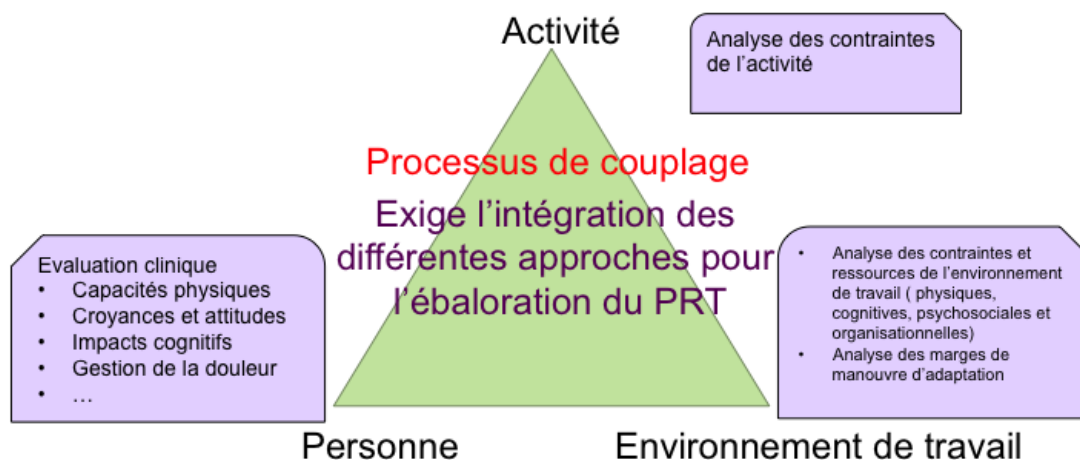 Activité
Analyse des contraintes
de l'activité
Processus de couplage
Exige l'intégration des
différentes approches pour
l'ébaloration du PRT
Evaluation clinique
• Capacités physiques
• Croyances et attitudes
• Impacts cognitifs
• Gestion de la douleur
• …
• Analyse des contraintes et
ressources de l'environnement
de travail ( physiques,
cognitives, psychosociales et
organisationnelles)
• Analyse des marges de
manouvre d'adaptation
Personne
Environnement de travail